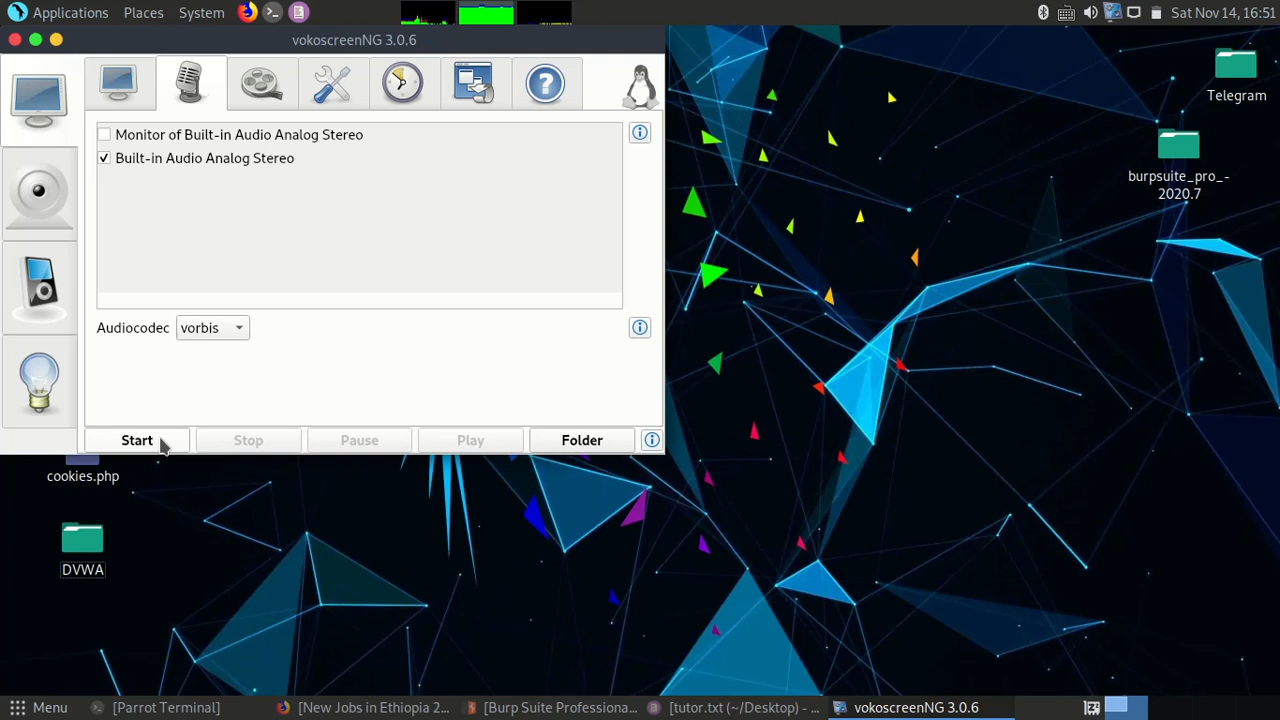 Applications Places System
Sat Nov 14, 16:51
vokoscreenNG 3.0.6
Monitor of Built-in Audio Analog Stereo
Built-in Audio Analog Stereo
Audiocodec vorbis
Start Stop Pause Play Folder
Telegram
burpsuite_pro_-
2020.7
cookies.php
DVWA
Menu [Parrot Terminal] [New Jobs in Ethiopia 2... [Burp Suite Professiona... [tutor.txt (~/Desktop) - ... vokoscreenNG 3.0.6